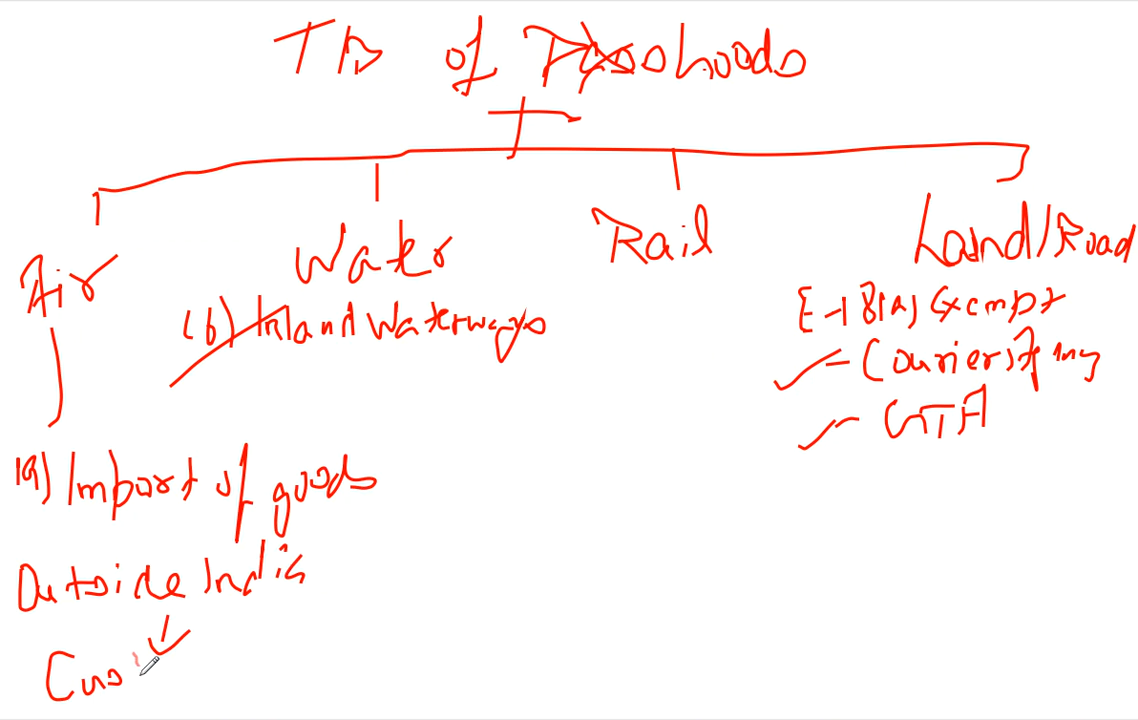 of Goods
Air
Water
Rail
Land/Road
(b) Inland Waterways
E-18(a) Exempt
- Courier Agency
- GTA
19) Import of goods
Outside India
Cus